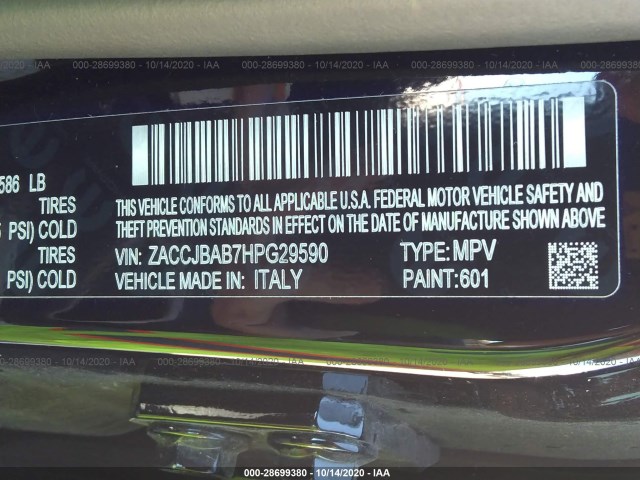 000-28699380 - 10/14/2020 - IAA
586 LB
TIRES
PSI) COLD
TIRES
PSI) COLD
THIS VEHICLE CONFORMS TO ALL APPLICABLE U.S.A. FEDERAL MOTOR VEHICLE SAFETY AND
THEFT PREVENTION STANDARDS IN EFFECT ON THE DATE OF MANUFACTURE SHOWN ABOVE
VIN: ZACCJBAB7HPG29590 TYPE:MPV
VEHICLE MADE IN: ITALY PAINT:601
000-28699380 - 10/14/2020 - IAA